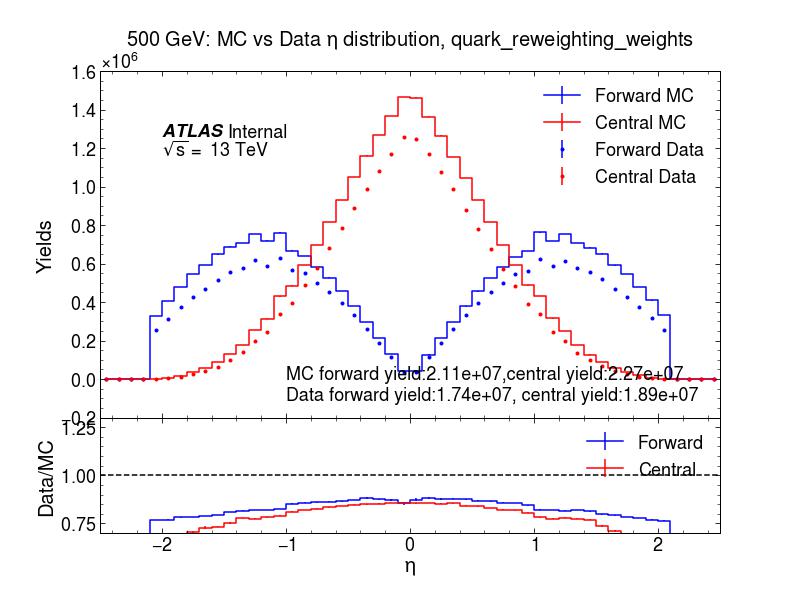 500 GeV: MC vs Data η distribution, quark_reweighting_weights
×10⁶
1.6
1.4
1.2
1.0
0.8
0.6
0.4
0.2
0.0
Yields
ATLAS Internal
√s = 13 TeV
Forward MC
Central MC
Forward Data
Central Data
MC forward yield:2.11e+07,central yield:2.27e+07
Data forward yield:1.74e+07, central yield:1.89e+07
1.25
1.00
0.75
Data/MC
Forward
Central
−2 −1 0 1 2
η